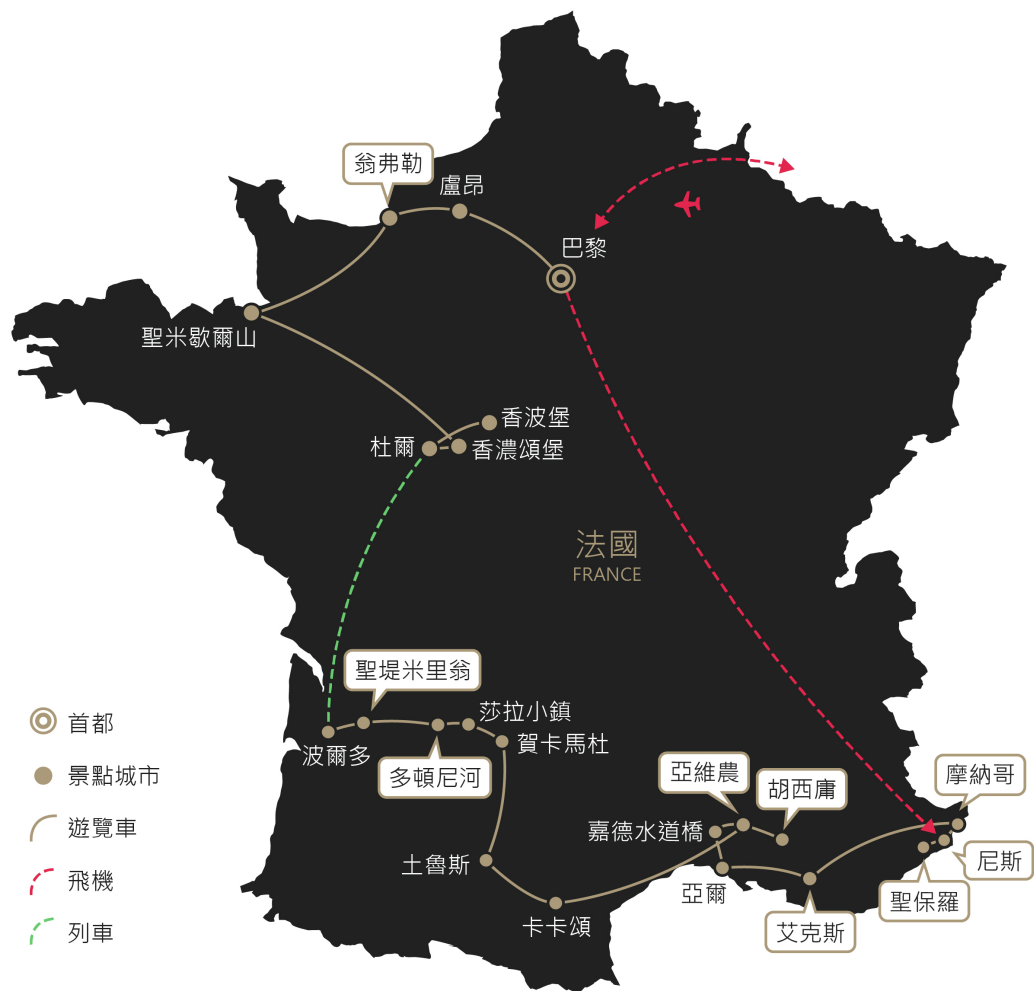 翁弗勒
盧昂
巴黎
聖米歇爾山
香波堡
杜爾
香濃頌堡
法國
FRANCE
聖堤米里翁
莎拉小鎮
波爾多
賀卡馬杜
多頓尼河
亞維農
胡西庸
摩納哥
嘉德水道橋
土魯斯
亞爾
尼斯
聖保羅
卡卡頌
艾克斯
首都
景點城市
遊覽車
飛機
列車